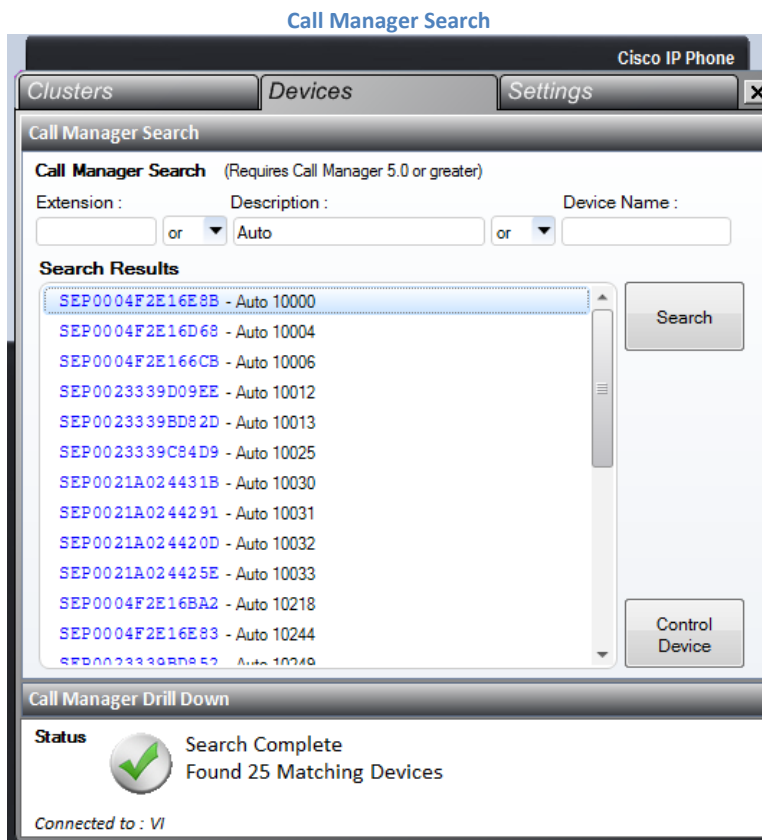 Call Manager Search
Cisco IP Phone
Clusters Devices Settings
Call Manager Search
Call Manager Search (Requires Call Manager 5.0 or greater)
Extension : Description : Device Name :
or Auto or
Search Results
SEP0004F2E16E8B - Auto 10000
Search
SEP0004F2E16D68 - Auto 10004
SEP0004F2E166CB - Auto 10006
SEP0023339D09EE - Auto 10012
SEP0023339BD82D - Auto 10013
SEP0023339C84D9 - Auto 10025
SEP0021A024431B - Auto 10030
SEP0021A0244291 - Auto 10031
SEP0021A024420D - Auto 10032
SEP0021A024425E - Auto 10033
SEP0004F2E16BA2 - Auto 10218
SEP0004F2E16E83 - Auto 10244
SEP0023339BD852 - Auto 10249
Control
Device
Call Manager Drill Down
Status
Search Complete
Found 25 Matching Devices
Connected to : VI